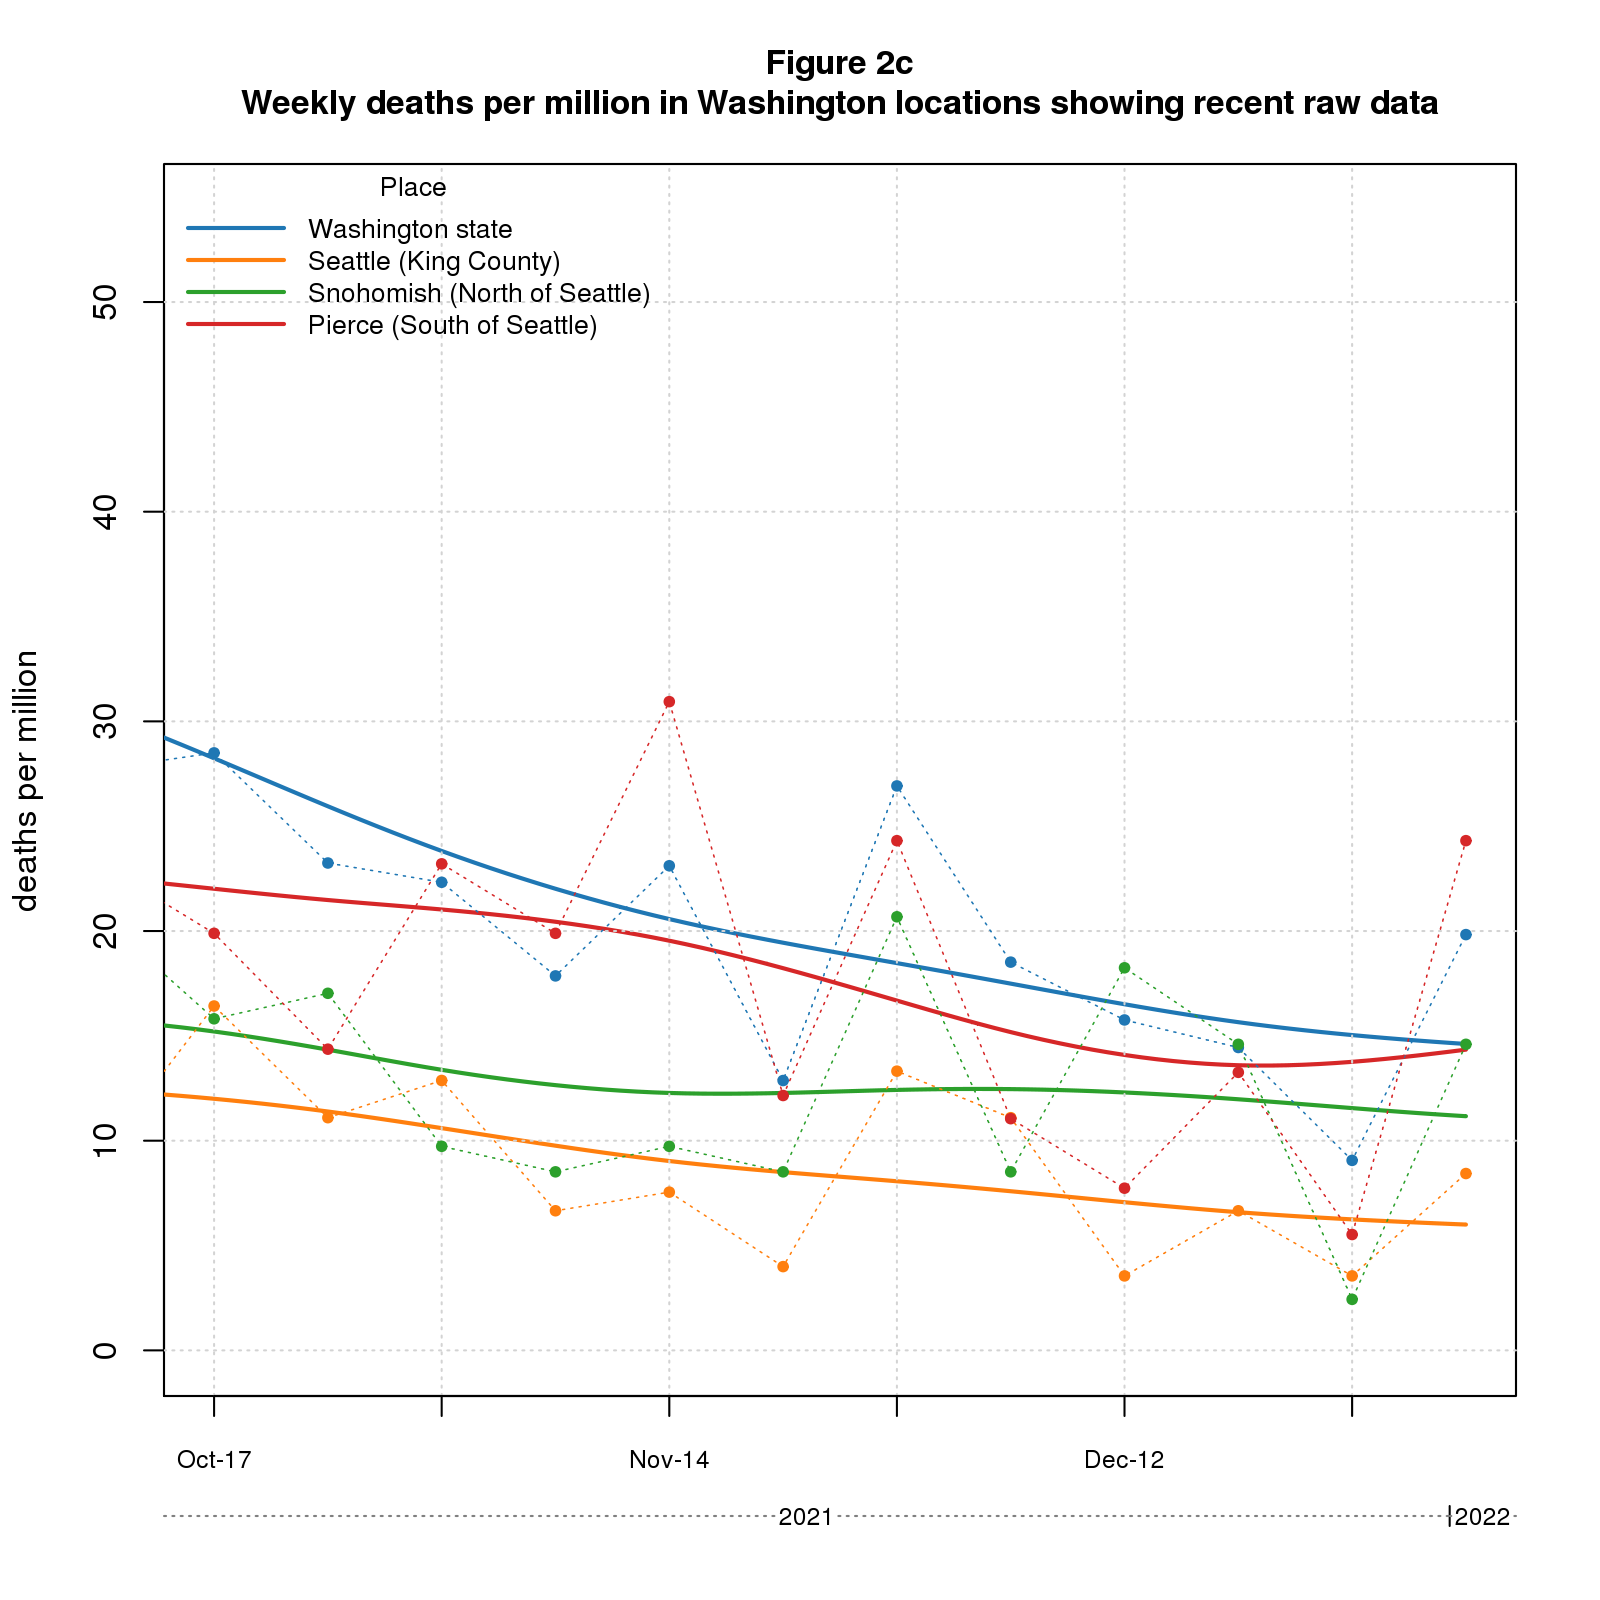 Figure 2c
Weekly deaths per million in Washington locations showing recent raw data
Place
Washington state
Seattle (King County)
Snohomish (North of Seattle)
Pierce (South of Seattle)
deaths per million
50
40
30
20
10
0
Oct-17
Nov-14
Dec-12
2021
2022